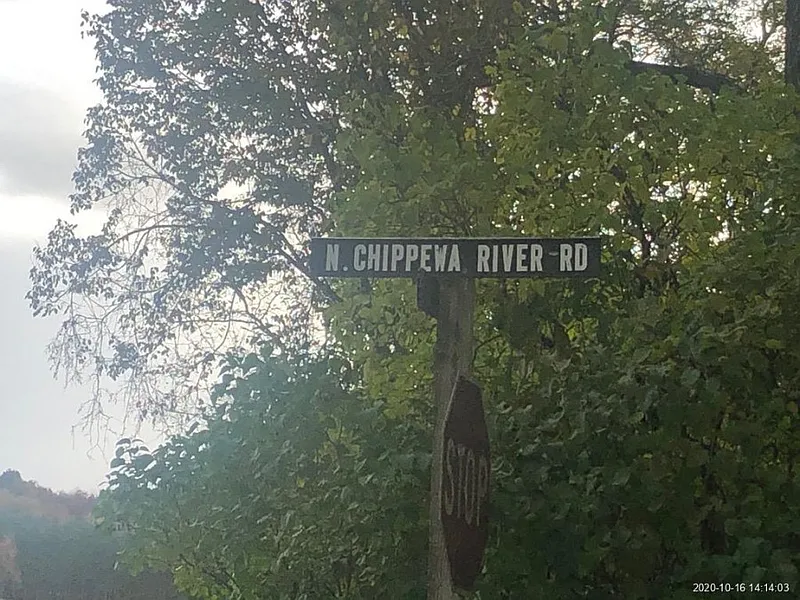 N. CHIPPEWA RIVER RD
STOP
2020-10-16 14:14:03